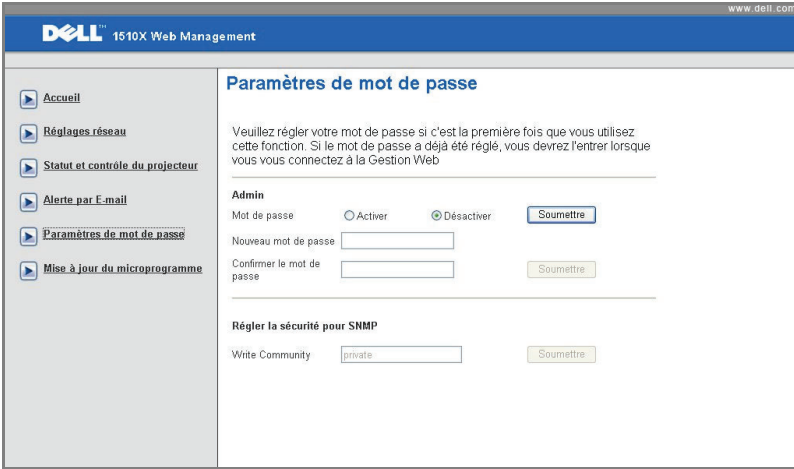 www.dell.com
DELL™ 1510X Web Management
Accueil
Réglages réseau
Statut et contrôle du projecteur
Alerte par E-mail
Paramètres de mot de passe
Mise à jour du microprogramme
Paramètres de mot de passe
Veuillez régler votre mot de passe si c'est la première fois que vous utilisez
cette fonction. Si le mot de passe a déjà été réglé, vous devrez l'entrer lorsque
vous vous connectez à la Gestion Web
Admin
Mot de passe Activer Désactiver Soumettre
Nouveau mot de passe
Confirmer le mot de
passe Soumettre
Régler la sécurité pour SNMP
Write Community private Soumettre